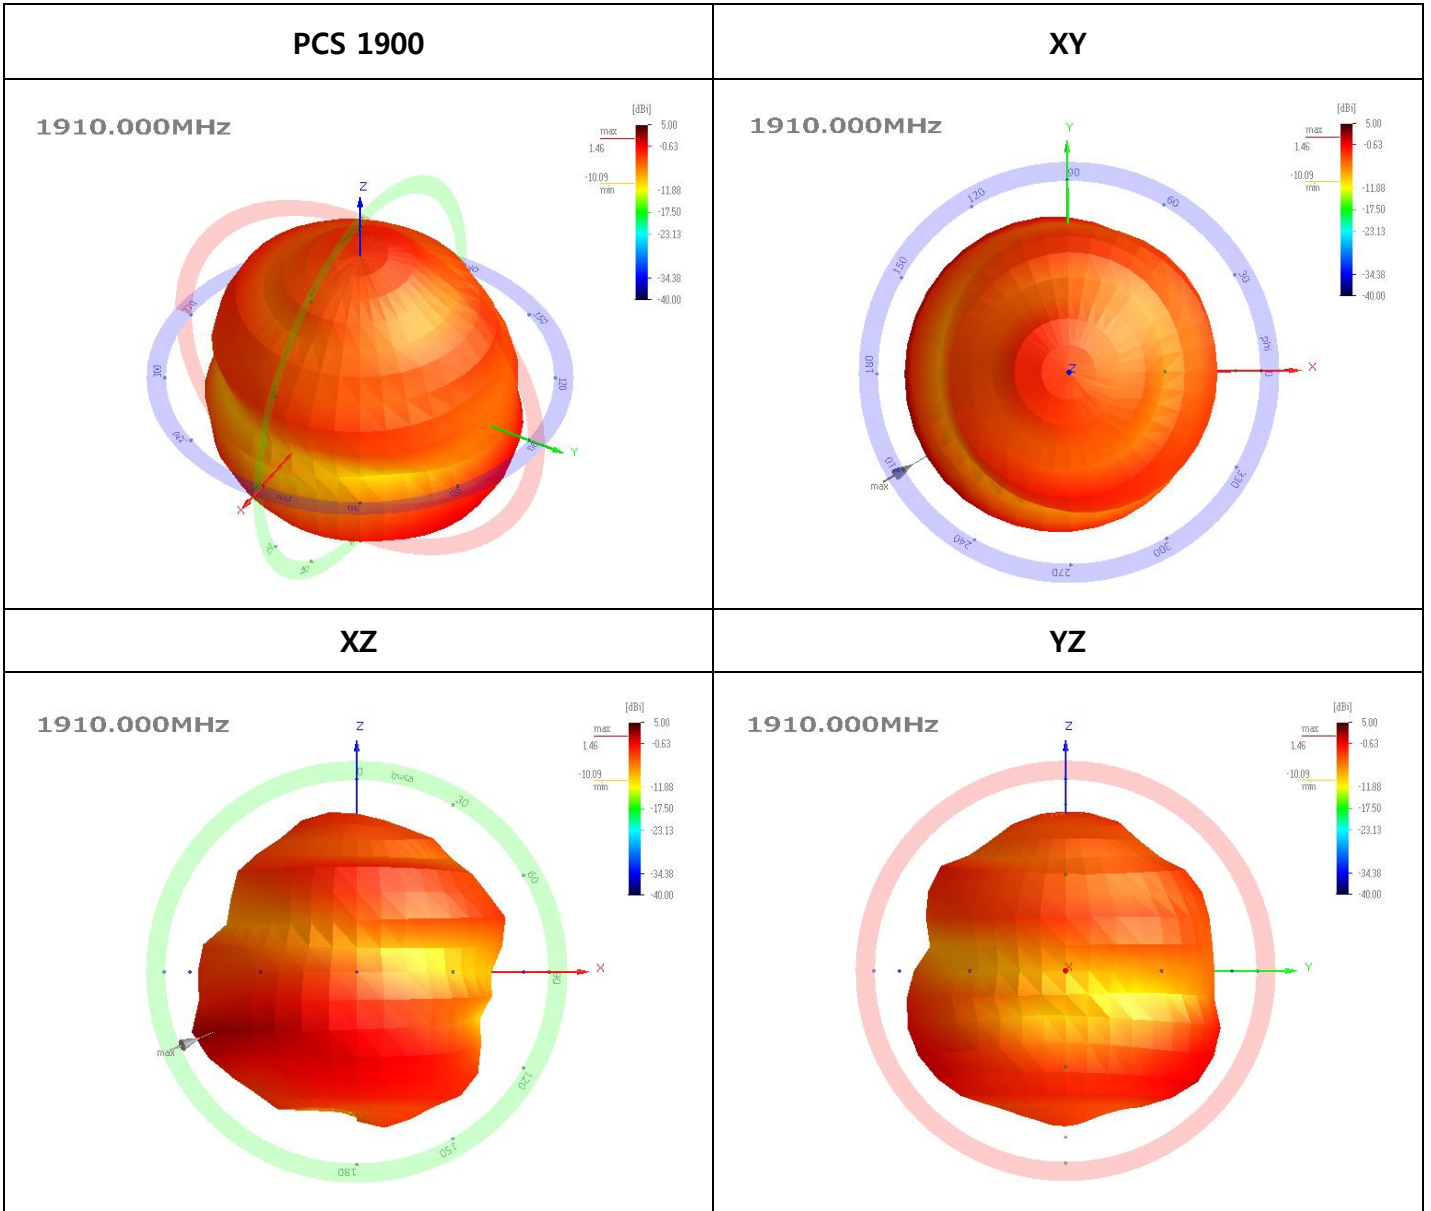 PCS 1900
XY
1910.000MHz
[dBi]
max
1.46
-10.09
min
5.00
-0.63
-11.88
-17.50
-23.13
-34.38
-40.00
Z
Y
X
150
120
1910.000MHz
[dBi]
max
1.46
-10.09
min
5.00
-0.63
-11.88
-17.50
-23.13
-34.38
-40.00
Y
90
120
60
150
30
180
phi
0
Z
X
max
240
270
300
330
XZ
YZ
1910.000MHz
[dBi]
max
1.46
-10.09
min
5.00
-0.63
-11.88
-17.50
-23.13
-34.38
-40.00
Z
0
30
60
X
90
max
120
150
180
1910.000MHz
[dBi]
max
1.46
-10.09
min
5.00
-0.63
-11.88
-17.50
-23.13
-34.38
-40.00
Z
X
Y